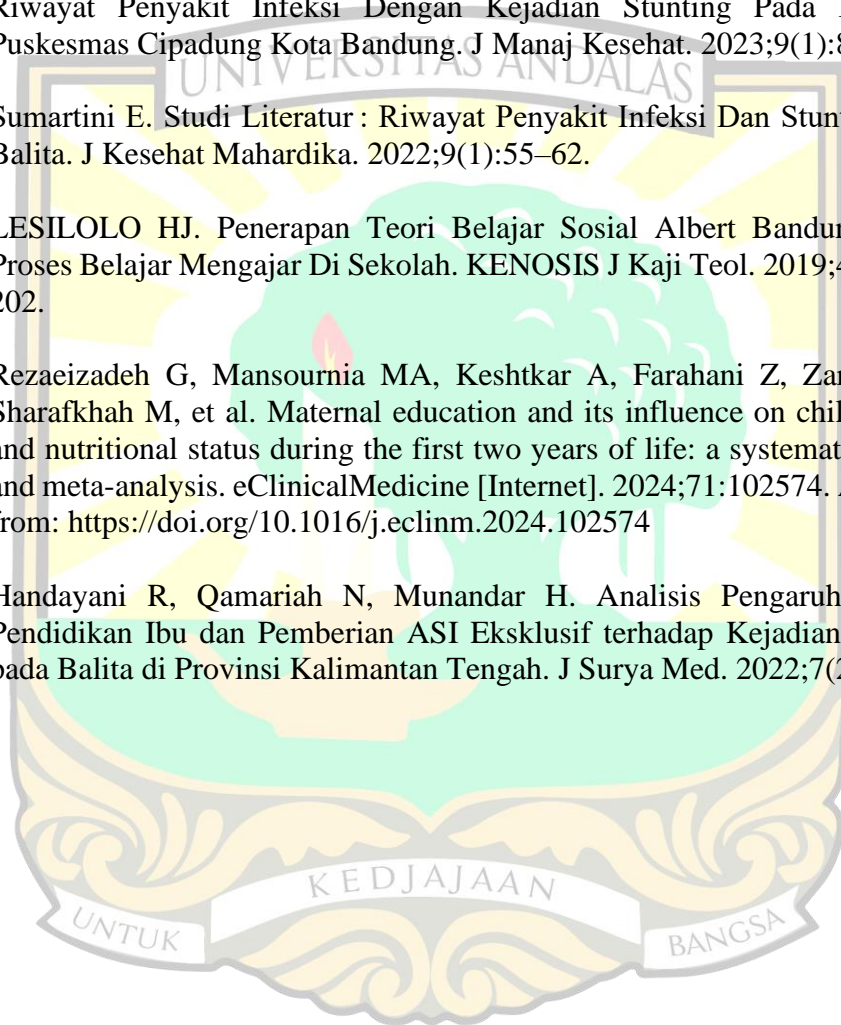 Riwayat Penyakit Infeksi Dengan Kejadian Stunting Pada
Puskesmas Cipadung Kota Bandung. J Manaj Kesehat. 2023;9(1):8
UNIVERSITAS ANDALAS
Sumartini E. Studi Literatur : Riwayat Penyakit Infeksi Dan Stunt
Balita. J Kesehat Mahardika. 2022;9(1):55–62.
LESILOLO HJ. Penerapan Teori Belajar Sosial Albert Bandur
Proses Belajar Mengajar Di Sekolah. KENOSIS J Kaji Teol. 2019;4
202.
Rezaeizadeh G, Mansournia MA, Keshtkar A, Farahani Z, Zar
Sharafkhah M, et al. Maternal education and its influence on chil
and nutritional status during the first two years of life: a systemat
and meta-analysis. eClinicalMedicine [Internet]. 2024;71:102574. A
from: https://doi.org/10.1016/j.eclinm.2024.102574
Handayani R, Qamariah N, Munandar H. Analisis Pengaruh
Pendidikan Ibu dan Pemberian ASI Eksklusif terhadap Kejadian
pada Balita di Provinsi Kalimantan Tengah. J Surya Med. 2022;7(2
UNTUK KEDJAJAAN BANGSA